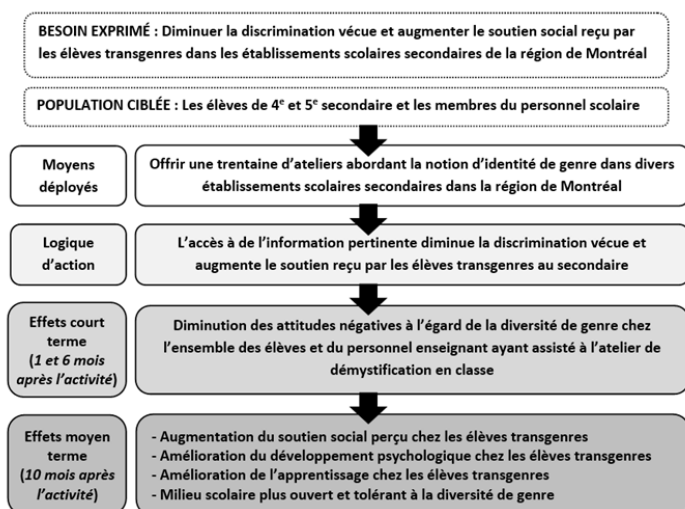 BESOIN EXPRIMÉ : Diminuer la discrimination vécue et augmenter le soutien social reçu par
les élèves transgenres dans les établissements scolaires secondaires de la région de Montréal
POPULATION CIBLÉE : Les élèves de 4e et 5e secondaire et les membres du personnel scolaire
Moyens
déployés
Offrir une trentaine d'ateliers abordant la notion d'identité de genre dans divers
établissements scolaires secondaires dans la région de Montréal
Logique
d'action
L'accès à de l'information pertinente diminue la discrimination vécue et
augmente le soutien reçu par les élèves transgenres au secondaire
Effets court
terme
(1 et 6 mois
après l'activité)
Diminution des attitudes négatives à l'égard de la diversité de genre chez
l'ensemble des élèves et du personnel enseignant ayant assisté à l'atelier de
démystification en classe
Effets moyen
terme
(10 mois après
l'activité)
- Augmentation du soutien social perçu chez les élèves transgenres
- Amélioration du développement psychologique chez les élèves transgenres
- Amélioration de l'apprentissage chez les élèves transgenres
- Milieu scolaire plus ouvert et tolérant à la diversité de genre